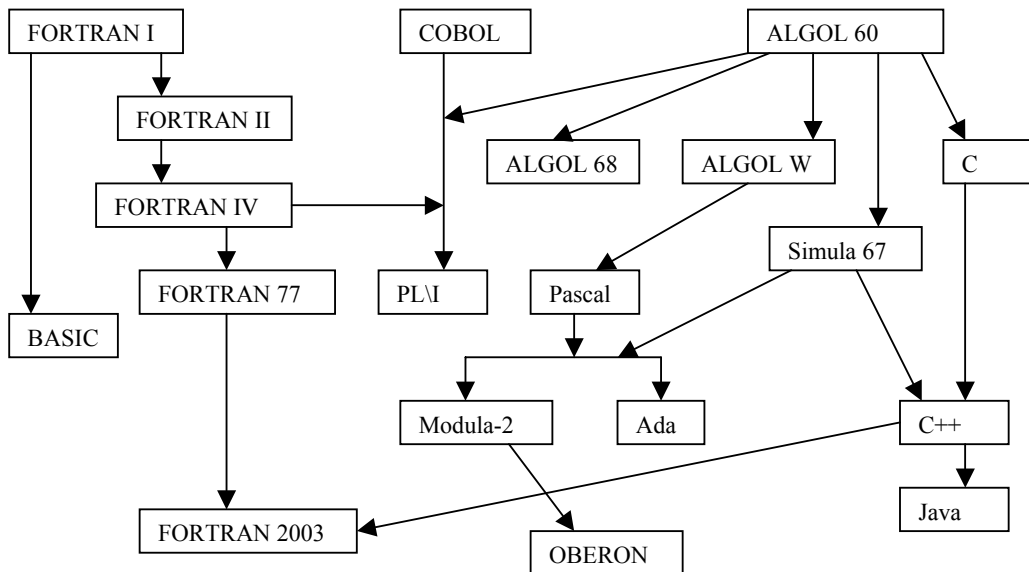 FORTRAN I
COBOL
ALGOL 60
FORTRAN II
ALGOL 68
ALGOL W
C
FORTRAN IV
Simula 67
FORTRAN 77
PL\I
Pascal
BASIC
Modula-2
Ada
C++
Java
FORTRAN 2003
OBERON